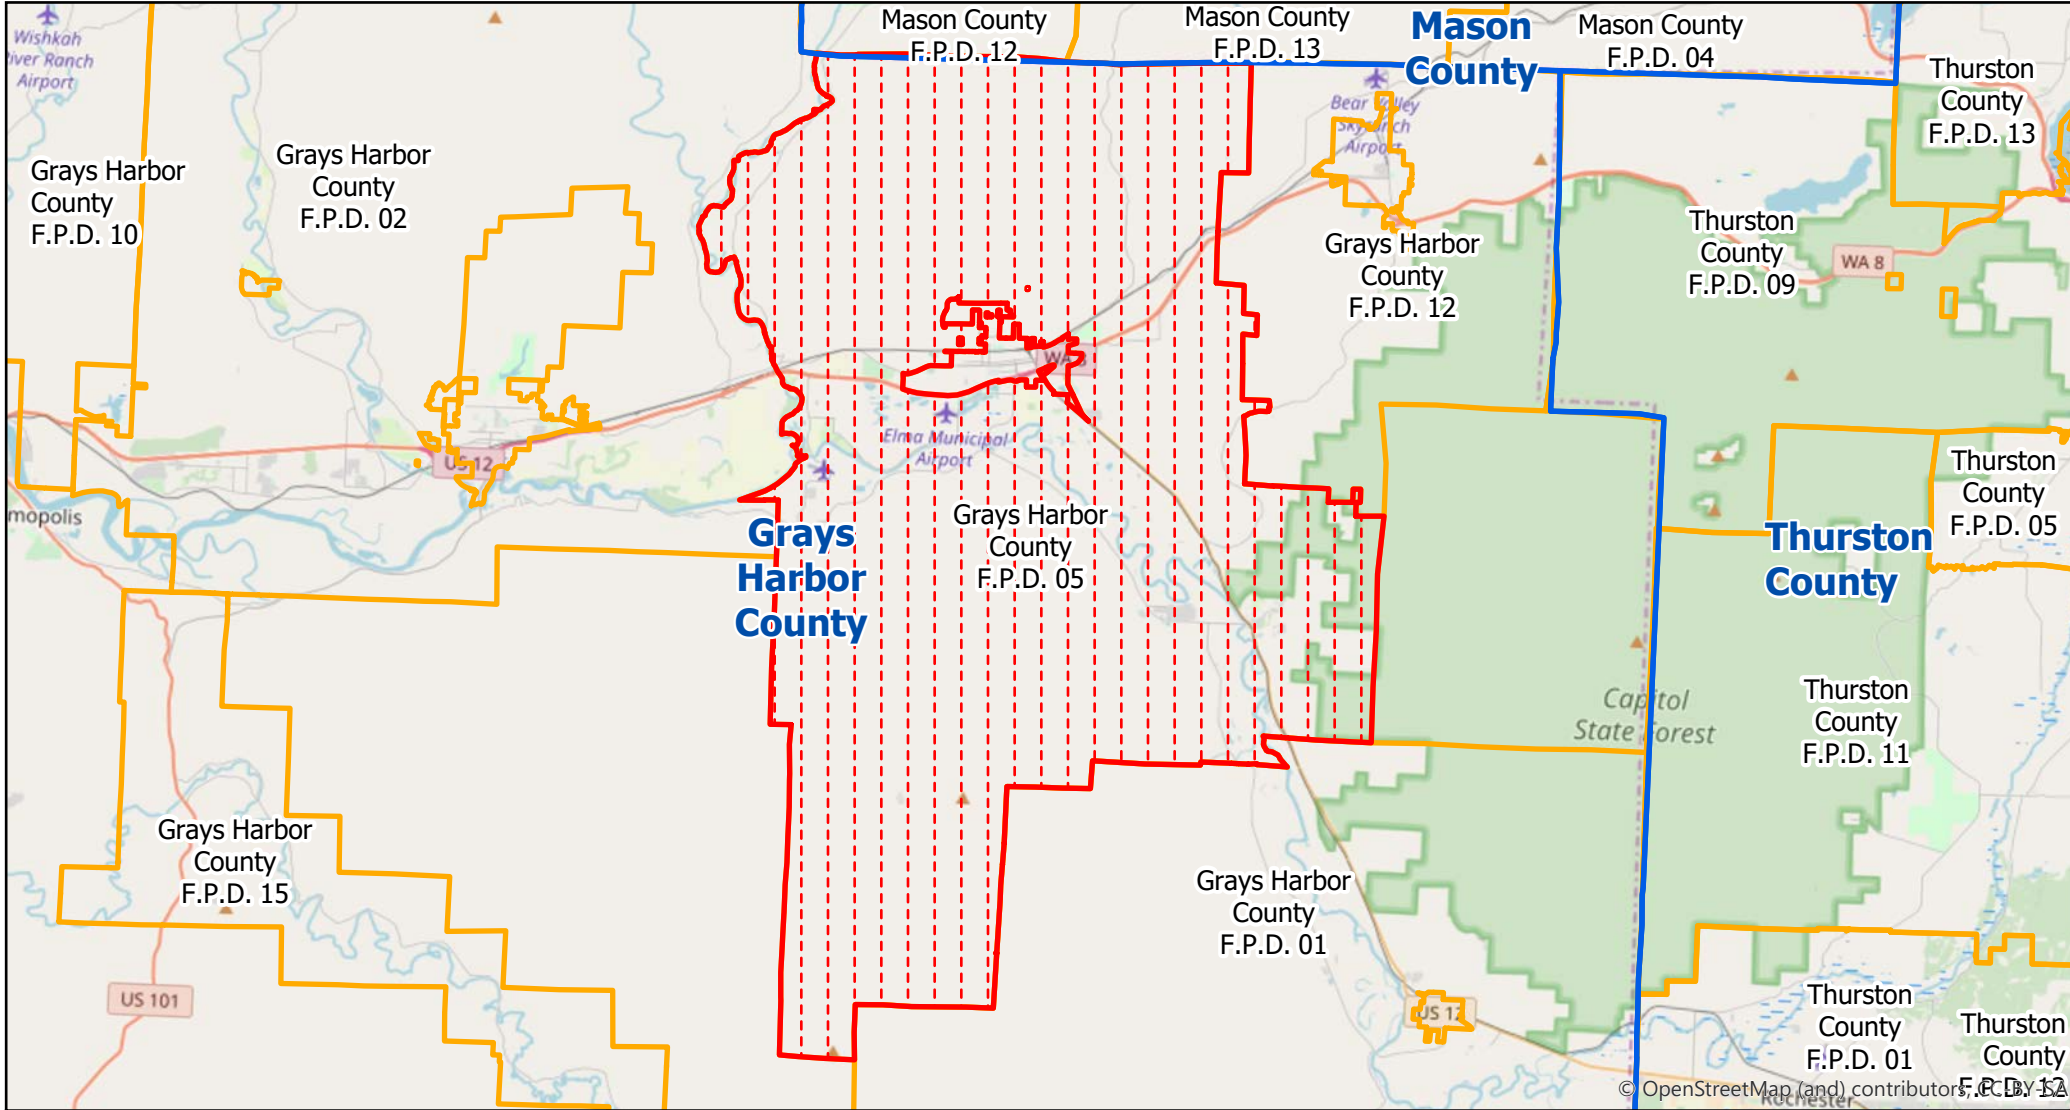 Wishkah
River Ranch
Airport
Mason County
F.P.D. 12
Mason County
F.P.D. 13
Mason
County
Mason County
F.P.D. 04
Thurston
County
F.P.D. 13
Bear Valley
Skyranch
Airport
Grays Harbor
County
F.P.D. 10
Grays Harbor
County
F.P.D. 02
Grays Harbor
County
F.P.D. 12
Thurston
County
F.P.D. 09
WA 8
WA 8
Elma Municipal
Airport
US 12
mopolis
Grays Harbor
County
F.P.D. 05
Grays
Harbor
County
Thurston
County
F.P.D. 05
Thurston
County
Capitol
State Forest
Thurston
County
F.P.D. 11
Grays Harbor
County
F.P.D. 15
Grays Harbor
County
F.P.D. 01
US 101
US 12
Thurston
County
F.P.D. 01
Thurston
County
F.P.D. 12
© OpenStreetMap (and) contributors, CC-BY-SA
Rochester